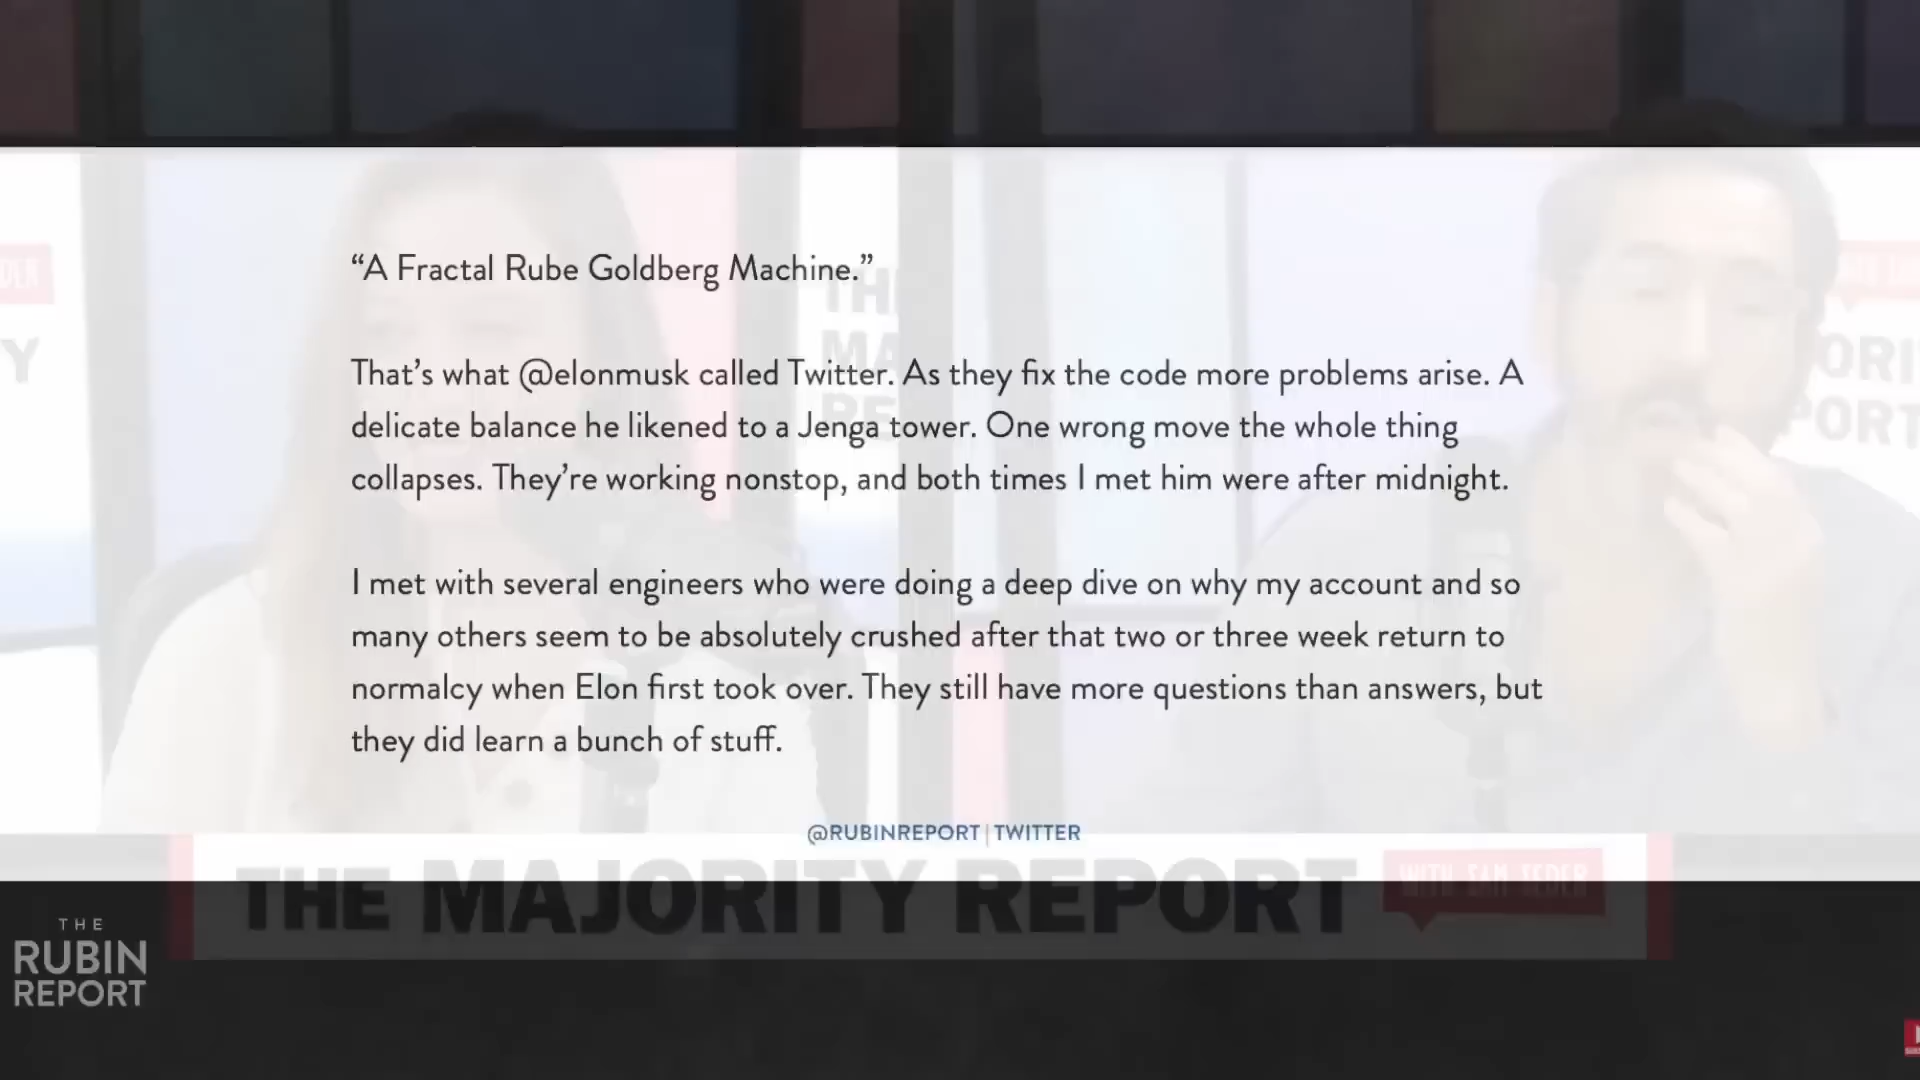 “A Fractal Rube Goldberg Machine.”
That’s what @elonmusk called Twitter. As they fix the code more problems arise. A
delicate balance he likened to a Jenga tower. One wrong move the whole thing
collapses. They’re working nonstop, and both times I met him were after midnight.
I met with several engineers who were doing a deep dive on why my account and so
many others seem to be absolutely crushed after that two or three week return to
normalcy when Elon first took over. They still have more questions than answers, but
they did learn a bunch of stuff.
@RUBINREPORT | TWITTER
THE MAJORITY REPORT
WITH SAM SEDER
THE
RUBIN
REPORT